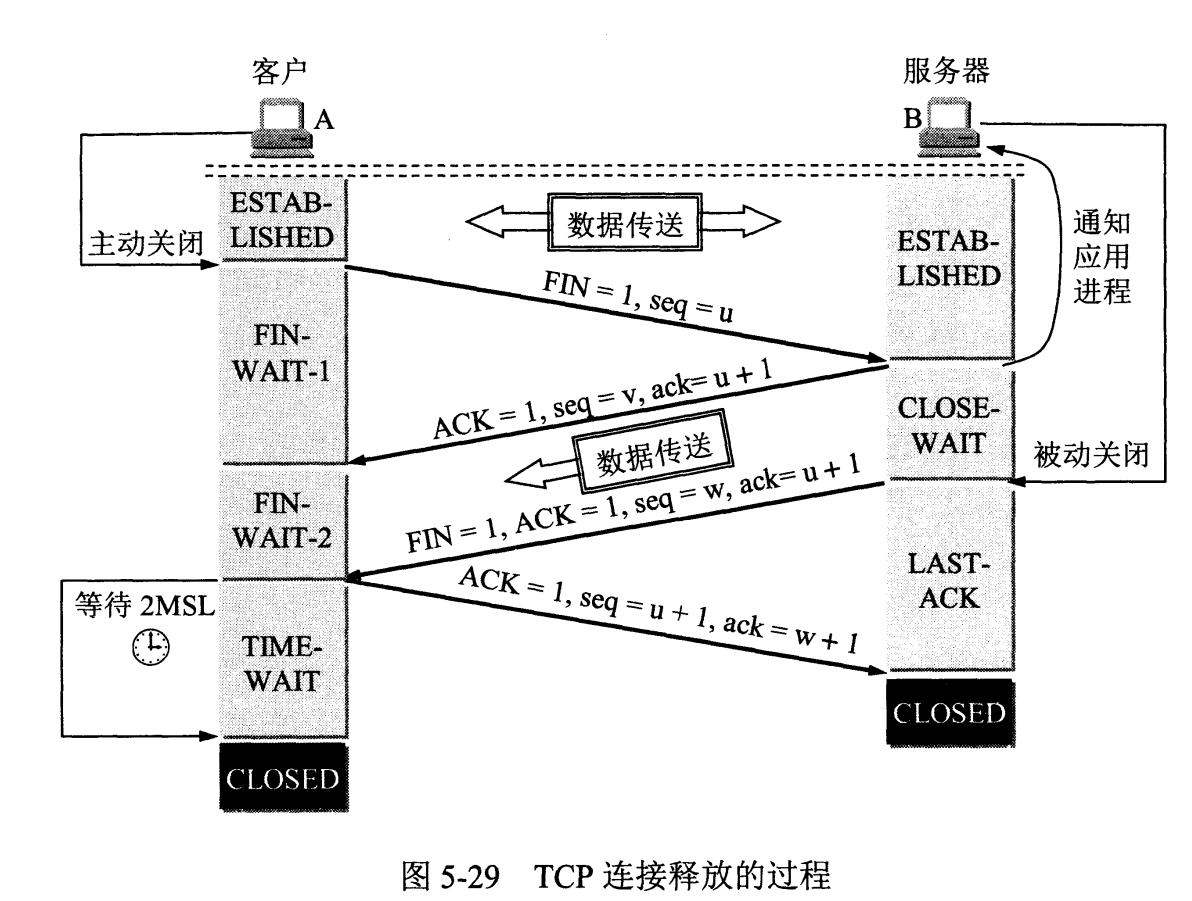 客户
服务器
A
B
ESTAB-
LISHED
数据传送
ESTAB-
LISHED
通知
应用
进程
主动关闭
FIN = 1, seq = u
FIN-
WAIT-1
ACK = 1, seq = v, ack= u + 1
CLOSE-
WAIT
数据传送
被动关闭
FIN-
WAIT-2
FIN = 1, ACK = 1, seq = w, ack= u + 1
LAST-
ACK
等待 2MSL
ACK = 1, seq = u + 1, ack = w + 1
TIME-
WAIT
CLOSED
CLOSED
图 5-29 TCP 连接释放的过程